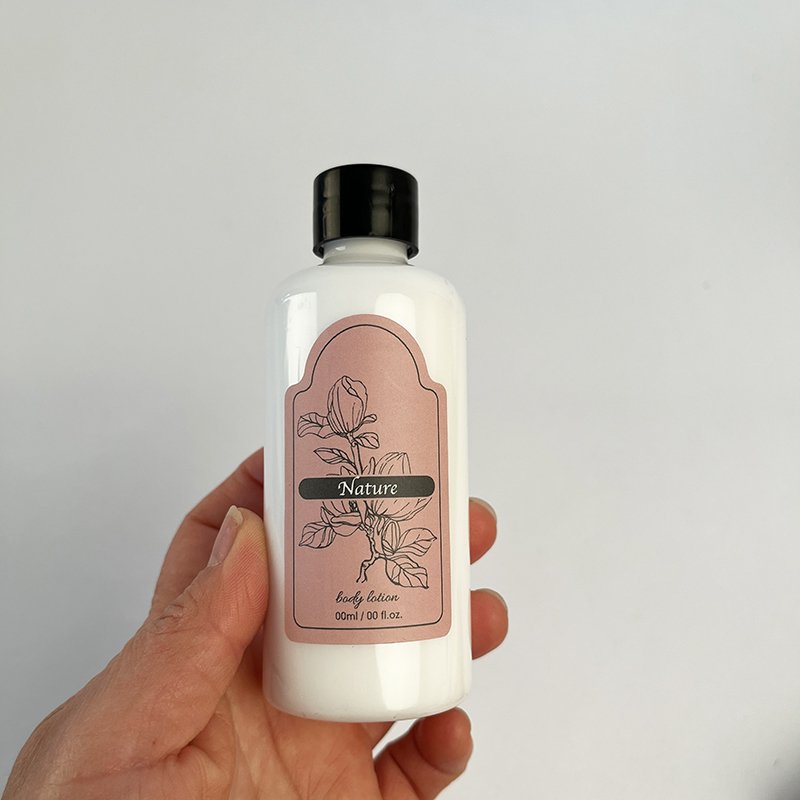 Nature
body lotion
00ml / 00 fl.oz.